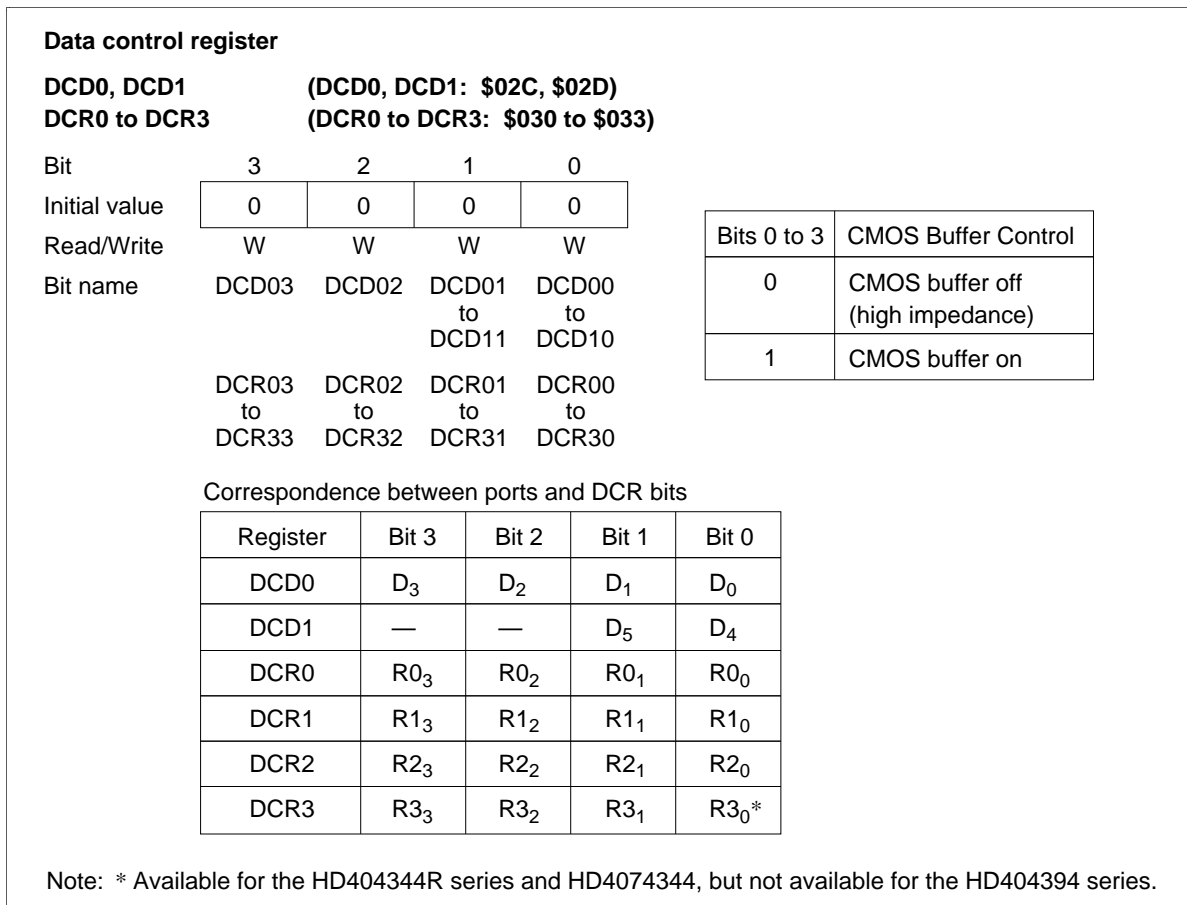 Data control register
DCD0, DCD1 (DCD0, DCD1: $02C, $02D)
DCR0 to DCR3 (DCR0 to DCR3: $030 to $033)
Bit 3 2 1 0
Initial value 0 0 0 0
Read/Write W W W W
Bit name DCD03 DCD02 DCD01 DCD00
to to
DCD11 DCD10
DCR03 DCR02 DCR01 DCR00
to to to to
DCR33 DCR32 DCR31 DCR30
Bits 0 to 3 CMOS Buffer Control
0 CMOS buffer off
(high impedance)
1 CMOS buffer on
Correspondence between ports and DCR bits
Register Bit 3 Bit 2 Bit 1 Bit 0
DCD0 D₃ D₂ D₁ D₀
DCD1 — — D₅ D₄
DCR0 R0₃ R0₂ R0₁ R0₀
DCR1 R1₃ R1₂ R1₁ R1₀
DCR2 R2₃ R2₂ R2₁ R2₀
DCR3 R3₃ R3₂ R3₁ R3₀*
Note: * Available for the HD404344R series and HD4074344, but not available for the HD404394 series.